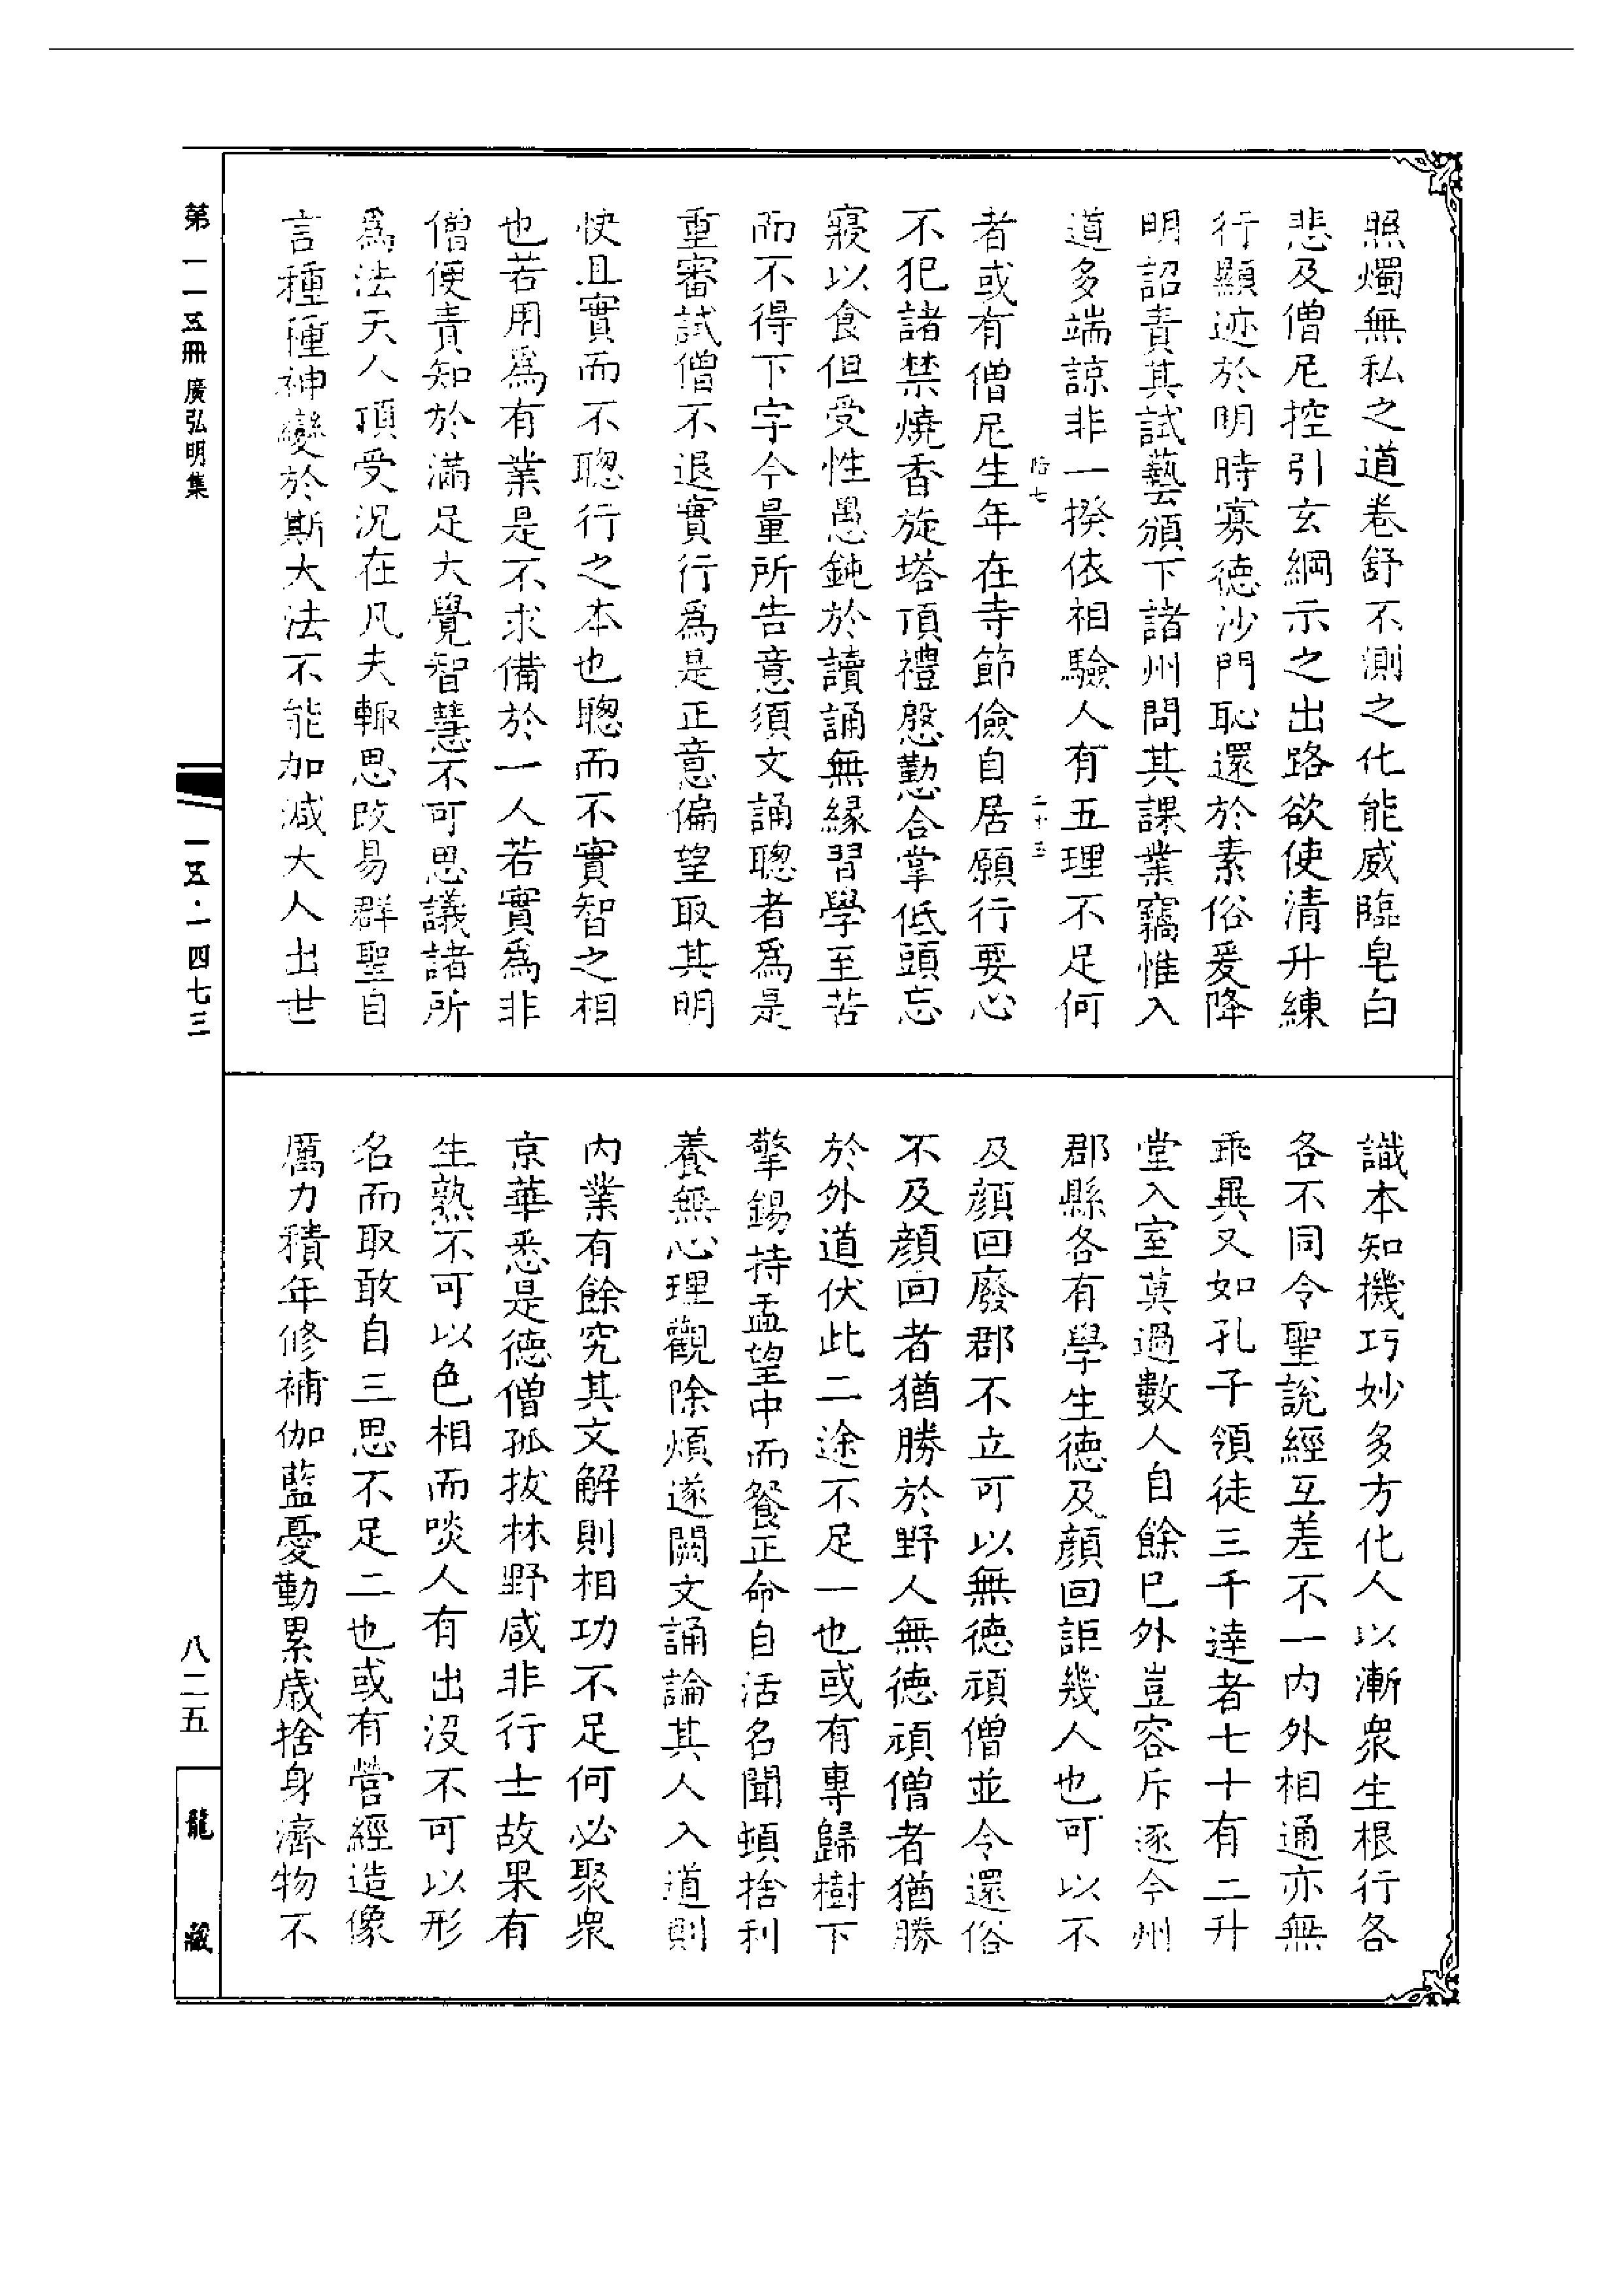 照燭無私之道卷舒不測之化能威臨皂白
悲及僧尼控引玄綱示之出路欲使清升練
行顯迹於明時寡德沙門恥還於素俗爰降
明詔責其試藝頒下諸州問其課業竊惟入
道多端諒非一揆依相驗人有五理不足何
二十三
者或有僧尼生年在寺節儉自居願行要心
不犯諸禁燒香旋塔頂禮慇懃合掌低頭忘
寢以食但受性愚鈍於讀誦無緣習學至苦
而不得下字今量所告意須文誦聰者為是
重審試僧不退實行為是正意偏望取其明
快且實而不聰行之本也聰而不實智之相
也若用爲有業是不求備於一人若實爲非
僧便責知於滿足大覺智慧不可思議諸所
爲法天人頂受況在凡夫輒思改易群聖自
言種種神變於斯大法不能加減大人出世
識本知機巧妙多方化人以漸衆生根行各
各不同令聖說經互差不一内外相通亦無
乖異又如孔子領徒三千達者七十有二升
堂入室莫過數人自餘已外豈容斥逐今州
郡縣各有學生德及顔回詎幾人也可以不
及顔回廢郡不立可以無德頑僧並令還俗
不及顔回者猶勝於野人無德頑僧者猶勝
於外道伏此二途不足一也或有專歸樹下
擎錫持盂望中而餐正命自活名聞頓捨利
養無心理觀除煩遂闕文誦論其人入道則
内業有餘究其文解則相功不足何必聚衆
京華悉是德僧孤拔林野咸非行士故果有
生熟不可以色相而啖人有出沒不可以形
名而取敢自三思不足二也或有營經造像
厲力積年修補伽藍憂勤累歲捨身濟物不
第一一五冊 廣弘明集
一五·一四七三
八二五
龍藏